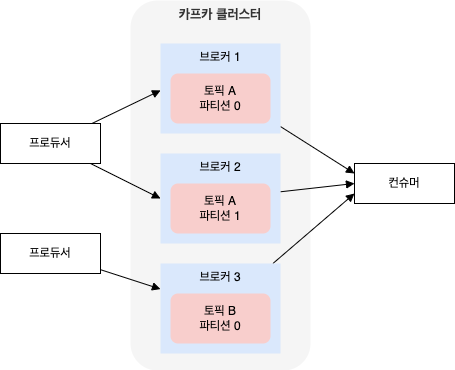 카프카 클러스터
브로커 1
토픽 A
파티션 0
프로듀서
브로커 2
토픽 A
파티션 1
컨슈머
프로듀서
브로커 3
토픽 B
파티션 0